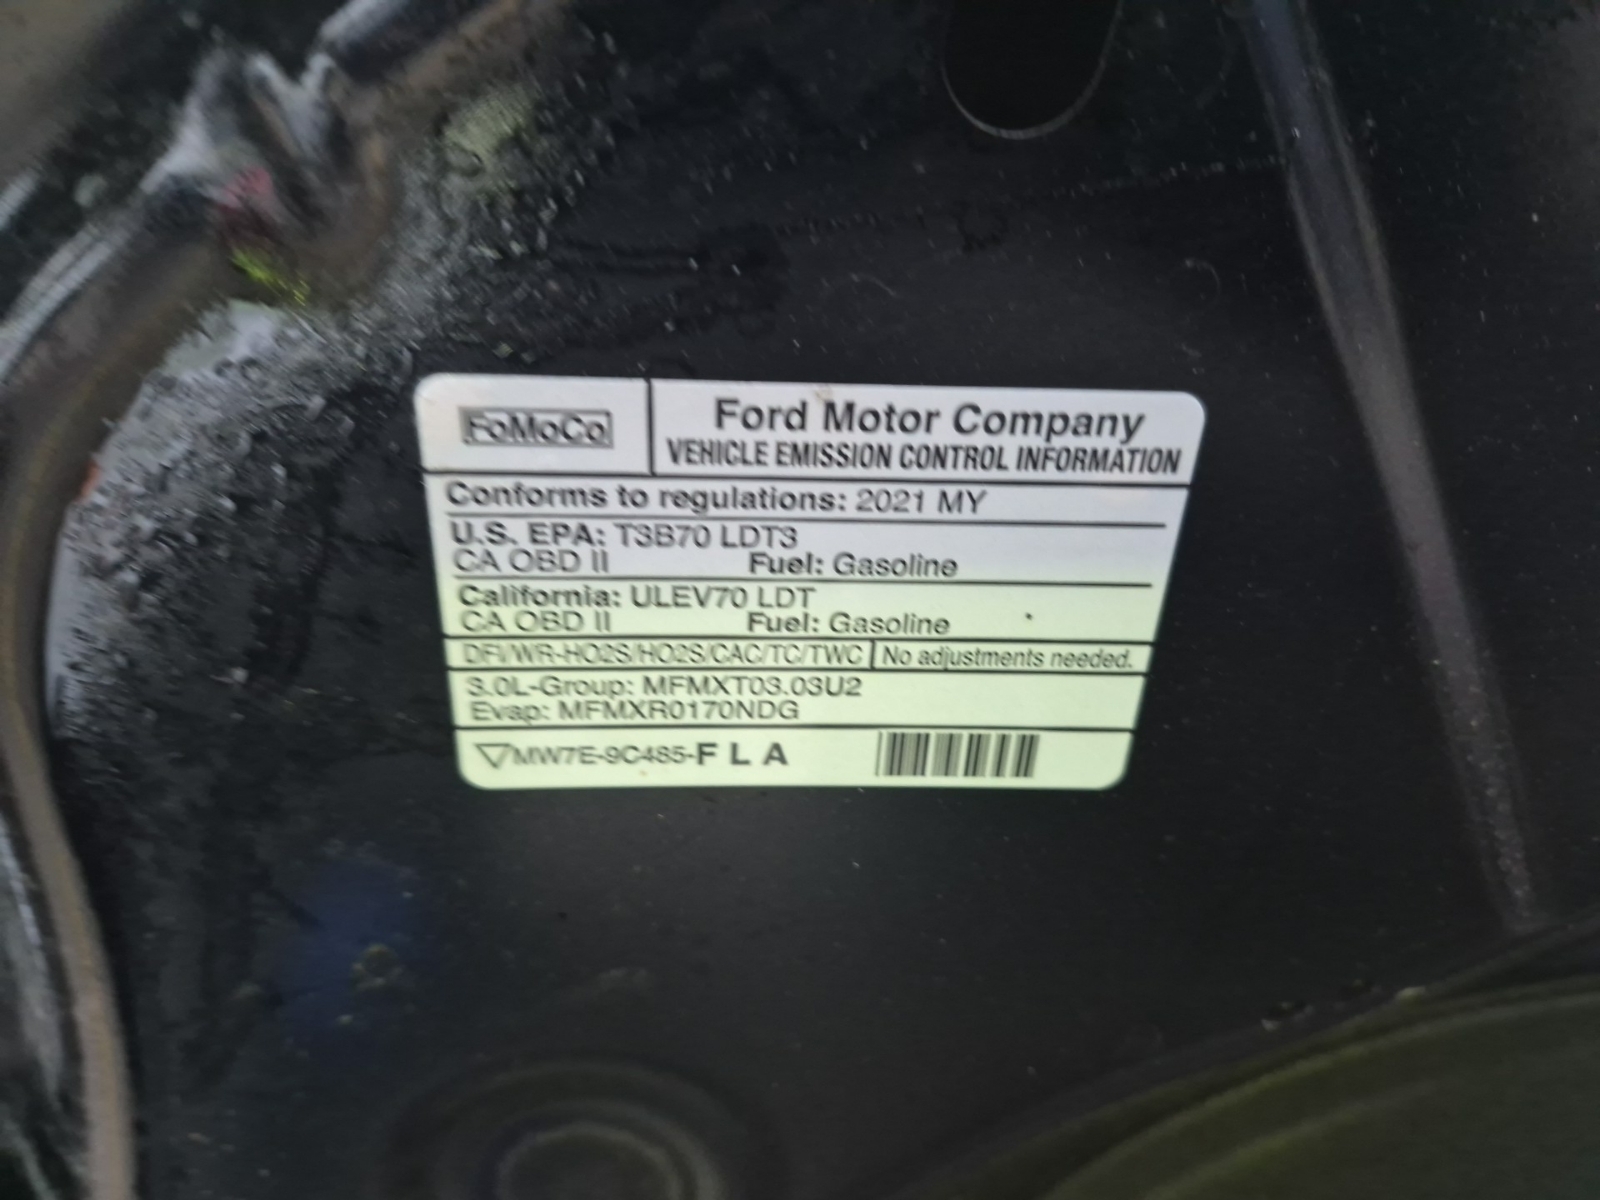 FoMoCo
Ford Motor Company
VEHICLE EMISSION CONTROL INFORMATION
Conforms to regulations: 2021 MY
U.S. EPA: T3B70 LDT3
CA OBD II Fuel: Gasoline
California: ULEV70 LDT
CA OBD II Fuel: Gasoline
DFI/WR-HO2S/HO2S/CAC/TC/TWC No adjustments needed.
3.0L-Group: MFMXT03.03U2
Evap: MFMXR0170NDG
MW7E-9C485-F L A